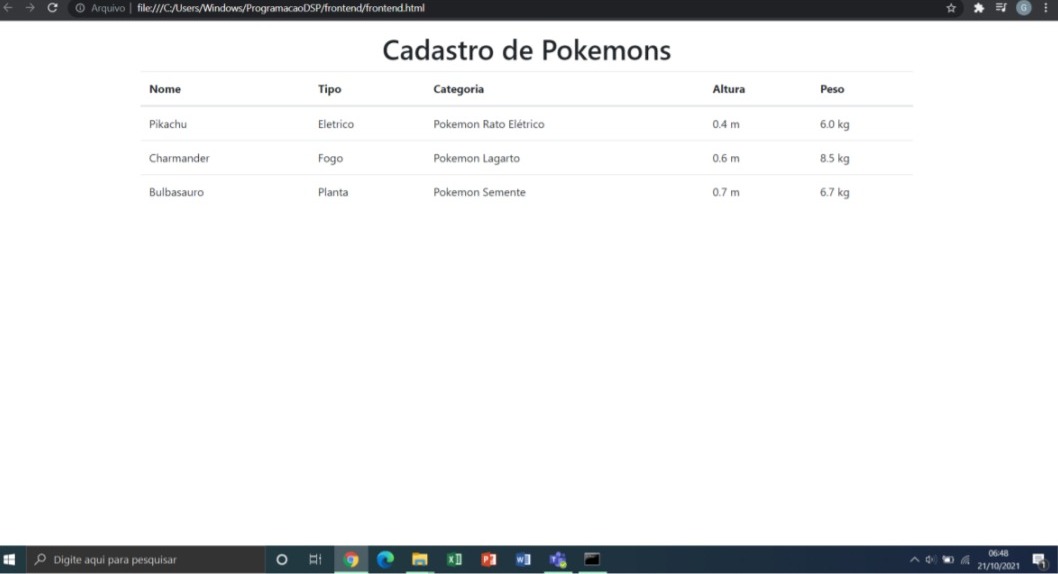 Arquivo | file:///C:/Users/Windows/ProgramacaoDSP/frontend/frontend.html
G
Cadastro de Pokemons
Nome Tipo Categoria Altura Peso
Pikachu Eletrico Pokemon Rato Elétrico 0.4 m 6.0 kg
Charmander Fogo Pokemon Lagarto 0.6 m 8.5 kg
Bulbasauro Planta Pokemon Semente 0.7 m 6.7 kg
Digite aqui para pesquisar
06:48
21/10/2021
1